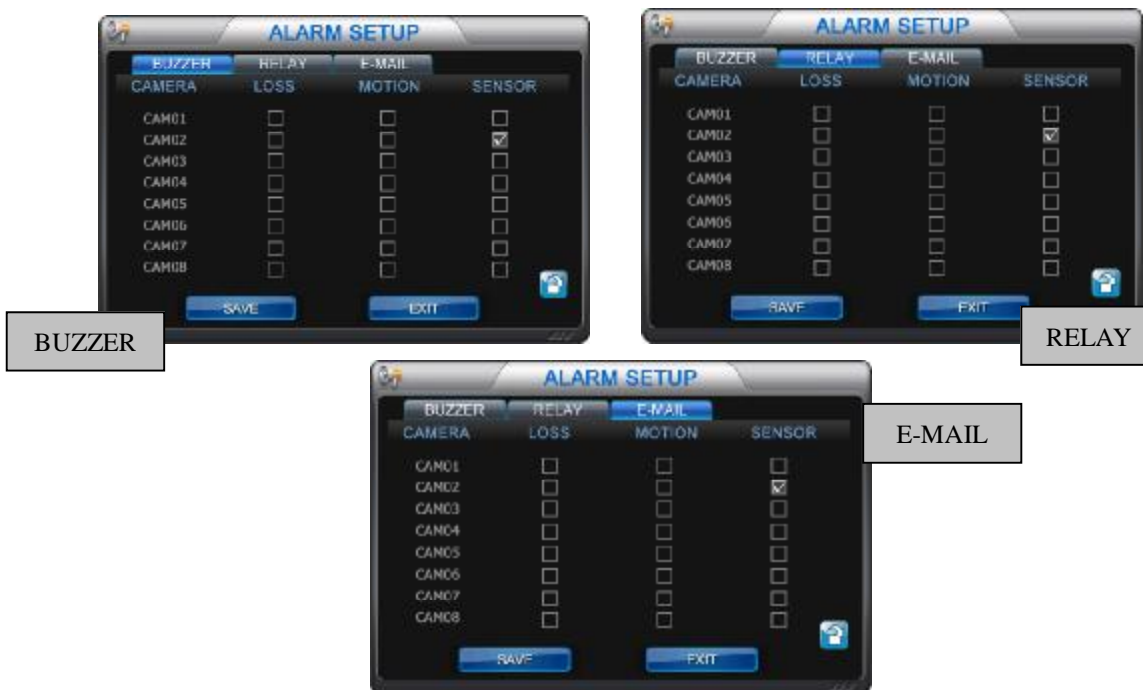 ALARM SETUP
BUZZER RELAY E-MAIL
CAMERA LOSS MOTION SENSOR
CAM01
CAM02
CAM03
CAM04
CAM05
CAM06
CAM07
CAM08
SAVE EXIT
BUZZER
ALARM SETUP
BUZZER RELAY E-MAIL
CAMERA LOSS MOTION SENSOR
CAM01
CAM02
CAM03
CAM04
CAM05
CAM06
CAM07
CAM08
SAVE EXIT
RELAY
ALARM SETUP
BUZZER RELAY E-MAIL
CAMERA LOSS MOTION SENSOR
CAM01
CAM02
CAM03
CAM04
CAM05
CAM06
CAM07
CAM08
SAVE EXIT
E-MAIL